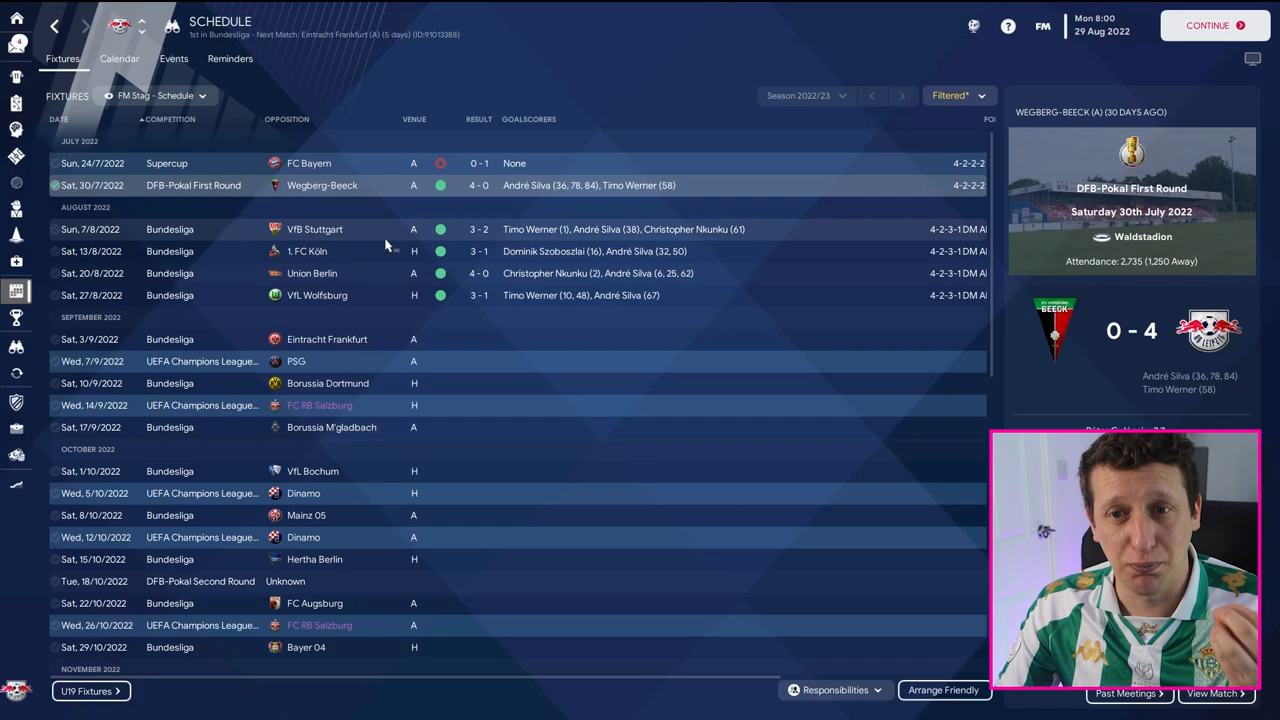 SCHEDULE
1st in Bundesliga - Next Match: Eintracht Frankfurt (A) (5 days) (ID:91013388)
4
FM
Mon 8:00
29 Aug 2022
CONTINUE
Fixtures Calendar Events Reminders
FIXTURES FM Stag - Schedule Season 2022/23 Filtered*
DATE COMPETITION OPPOSITION VENUE RESULT GOALSCORERS FO
JULY 2022
Sun, 24/7/2022 Supercup FC Bayern A 0 - 1 None 4-2-2-2
Sat, 30/7/2022 DFB-Pokal First Round Wegberg-Beeck A 4 - 0 André Silva (36, 78, 84), Timo Werner (58) 4-2-2-2
AUGUST 2022
Sun, 7/8/2022 Bundesliga VfB Stuttgart A 3 - 2 Timo Werner (1), André Silva (38), Christopher Nkunku (61) 4-2-3-1 DM A
Sat, 13/8/2022 Bundesliga 1. FC Köln H 3 - 1 Dominik Szoboszlai (16), André Silva (32, 50) 4-2-3-1 DM A
Sat, 20/8/2022 Bundesliga Union Berlin A 4 - 0 Christopher Nkunku (2), André Silva (6, 25, 62) 4-2-3-1 DM A
Sat, 27/8/2022 Bundesliga VfL Wolfsburg H 3 - 1 Timo Werner (10, 48), André Silva (67) 4-2-3-1 DM A
SEPTEMBER 2022
Sat, 3/9/2022 Bundesliga Eintracht Frankfurt A
Wed, 7/9/2022 UEFA Champions League... PSG A
Sat, 10/9/2022 Bundesliga Borussia Dortmund H
Wed, 14/9/2022 UEFA Champions League... FC RB Salzburg H
Sat, 17/9/2022 Bundesliga Borussia M'gladbach A
OCTOBER 2022
Sat, 1/10/2022 Bundesliga VfL Bochum H
Wed, 5/10/2022 UEFA Champions League... Dinamo H
Sat, 8/10/2022 Bundesliga Mainz 05 A
Wed, 12/10/2022 UEFA Champions League... Dinamo A
Sat, 15/10/2022 Bundesliga Hertha Berlin H
Tue, 18/10/2022 DFB-Pokal Second Round Unknown
Sat, 22/10/2022 Bundesliga FC Augsburg A
Wed, 26/10/2022 UEFA Champions League... FC RB Salzburg A
Sat, 29/10/2022 Bundesliga Bayer 04 H
NOVEMBER 2022
U19 Fixtures Responsibilities Arrange Friendly
WEGBERG-BEECK (A) (30 DAYS AGO)
DFB-Pokal First Round
Saturday 30th July 2022
Waldstadion
Attendance: 2,735 (1,250 Away)
BEECK
0 - 4
André Silva (36, 78, 84)
Timo Werner (58)
Past Meetings View Match